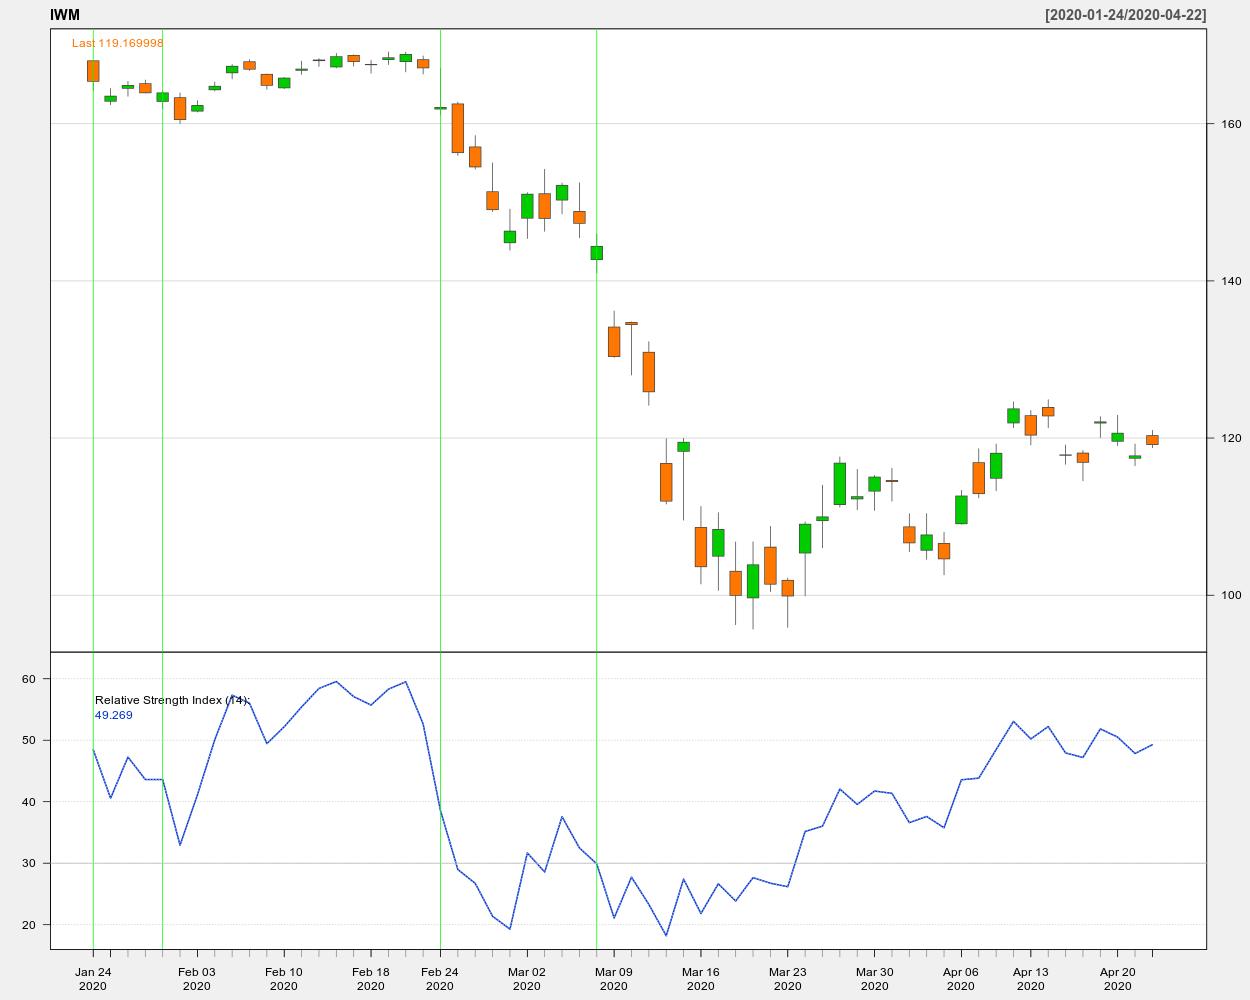 IWM
[2020-01-24/2020-04-22]
Last 119.169998
160
140
120
100
Relative Strength Index (14):
49.269
60
50
40
30
20
Jan 24
2020
Feb 03
2020
Feb 10
2020
Feb 18
2020
Feb 24
2020
Mar 02
2020
Mar 09
2020
Mar 16
2020
Mar 23
2020
Mar 30
2020
Apr 06
2020
Apr 13
2020
Apr 20
2020